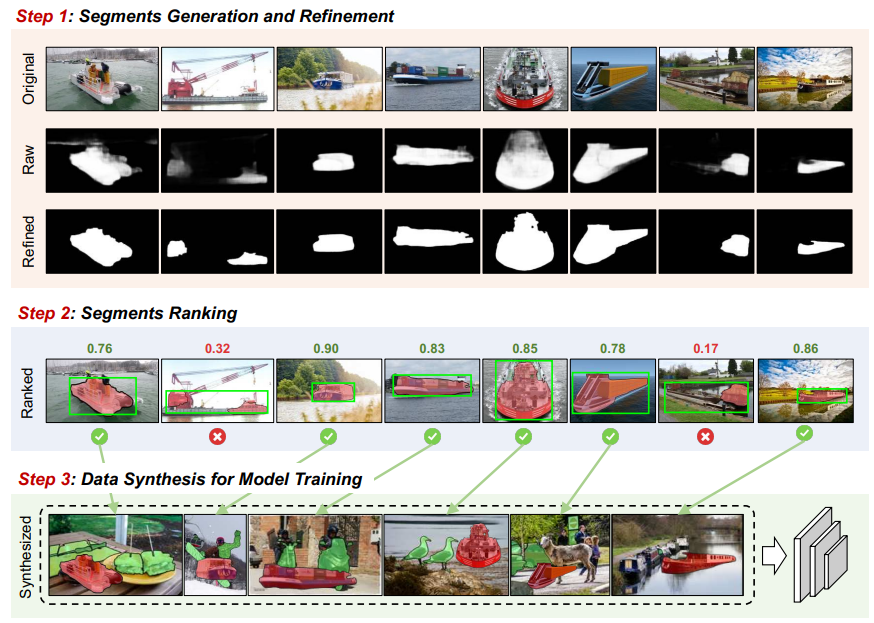 Step 1: Segments Generation and Refinement
Original
Raw
Refined
Step 2: Segments Ranking
0.76 0.32 0.90 0.83 0.85 0.78 0.17 0.86
Ranked
Step 3: Data Synthesis for Model Training
Synthesized